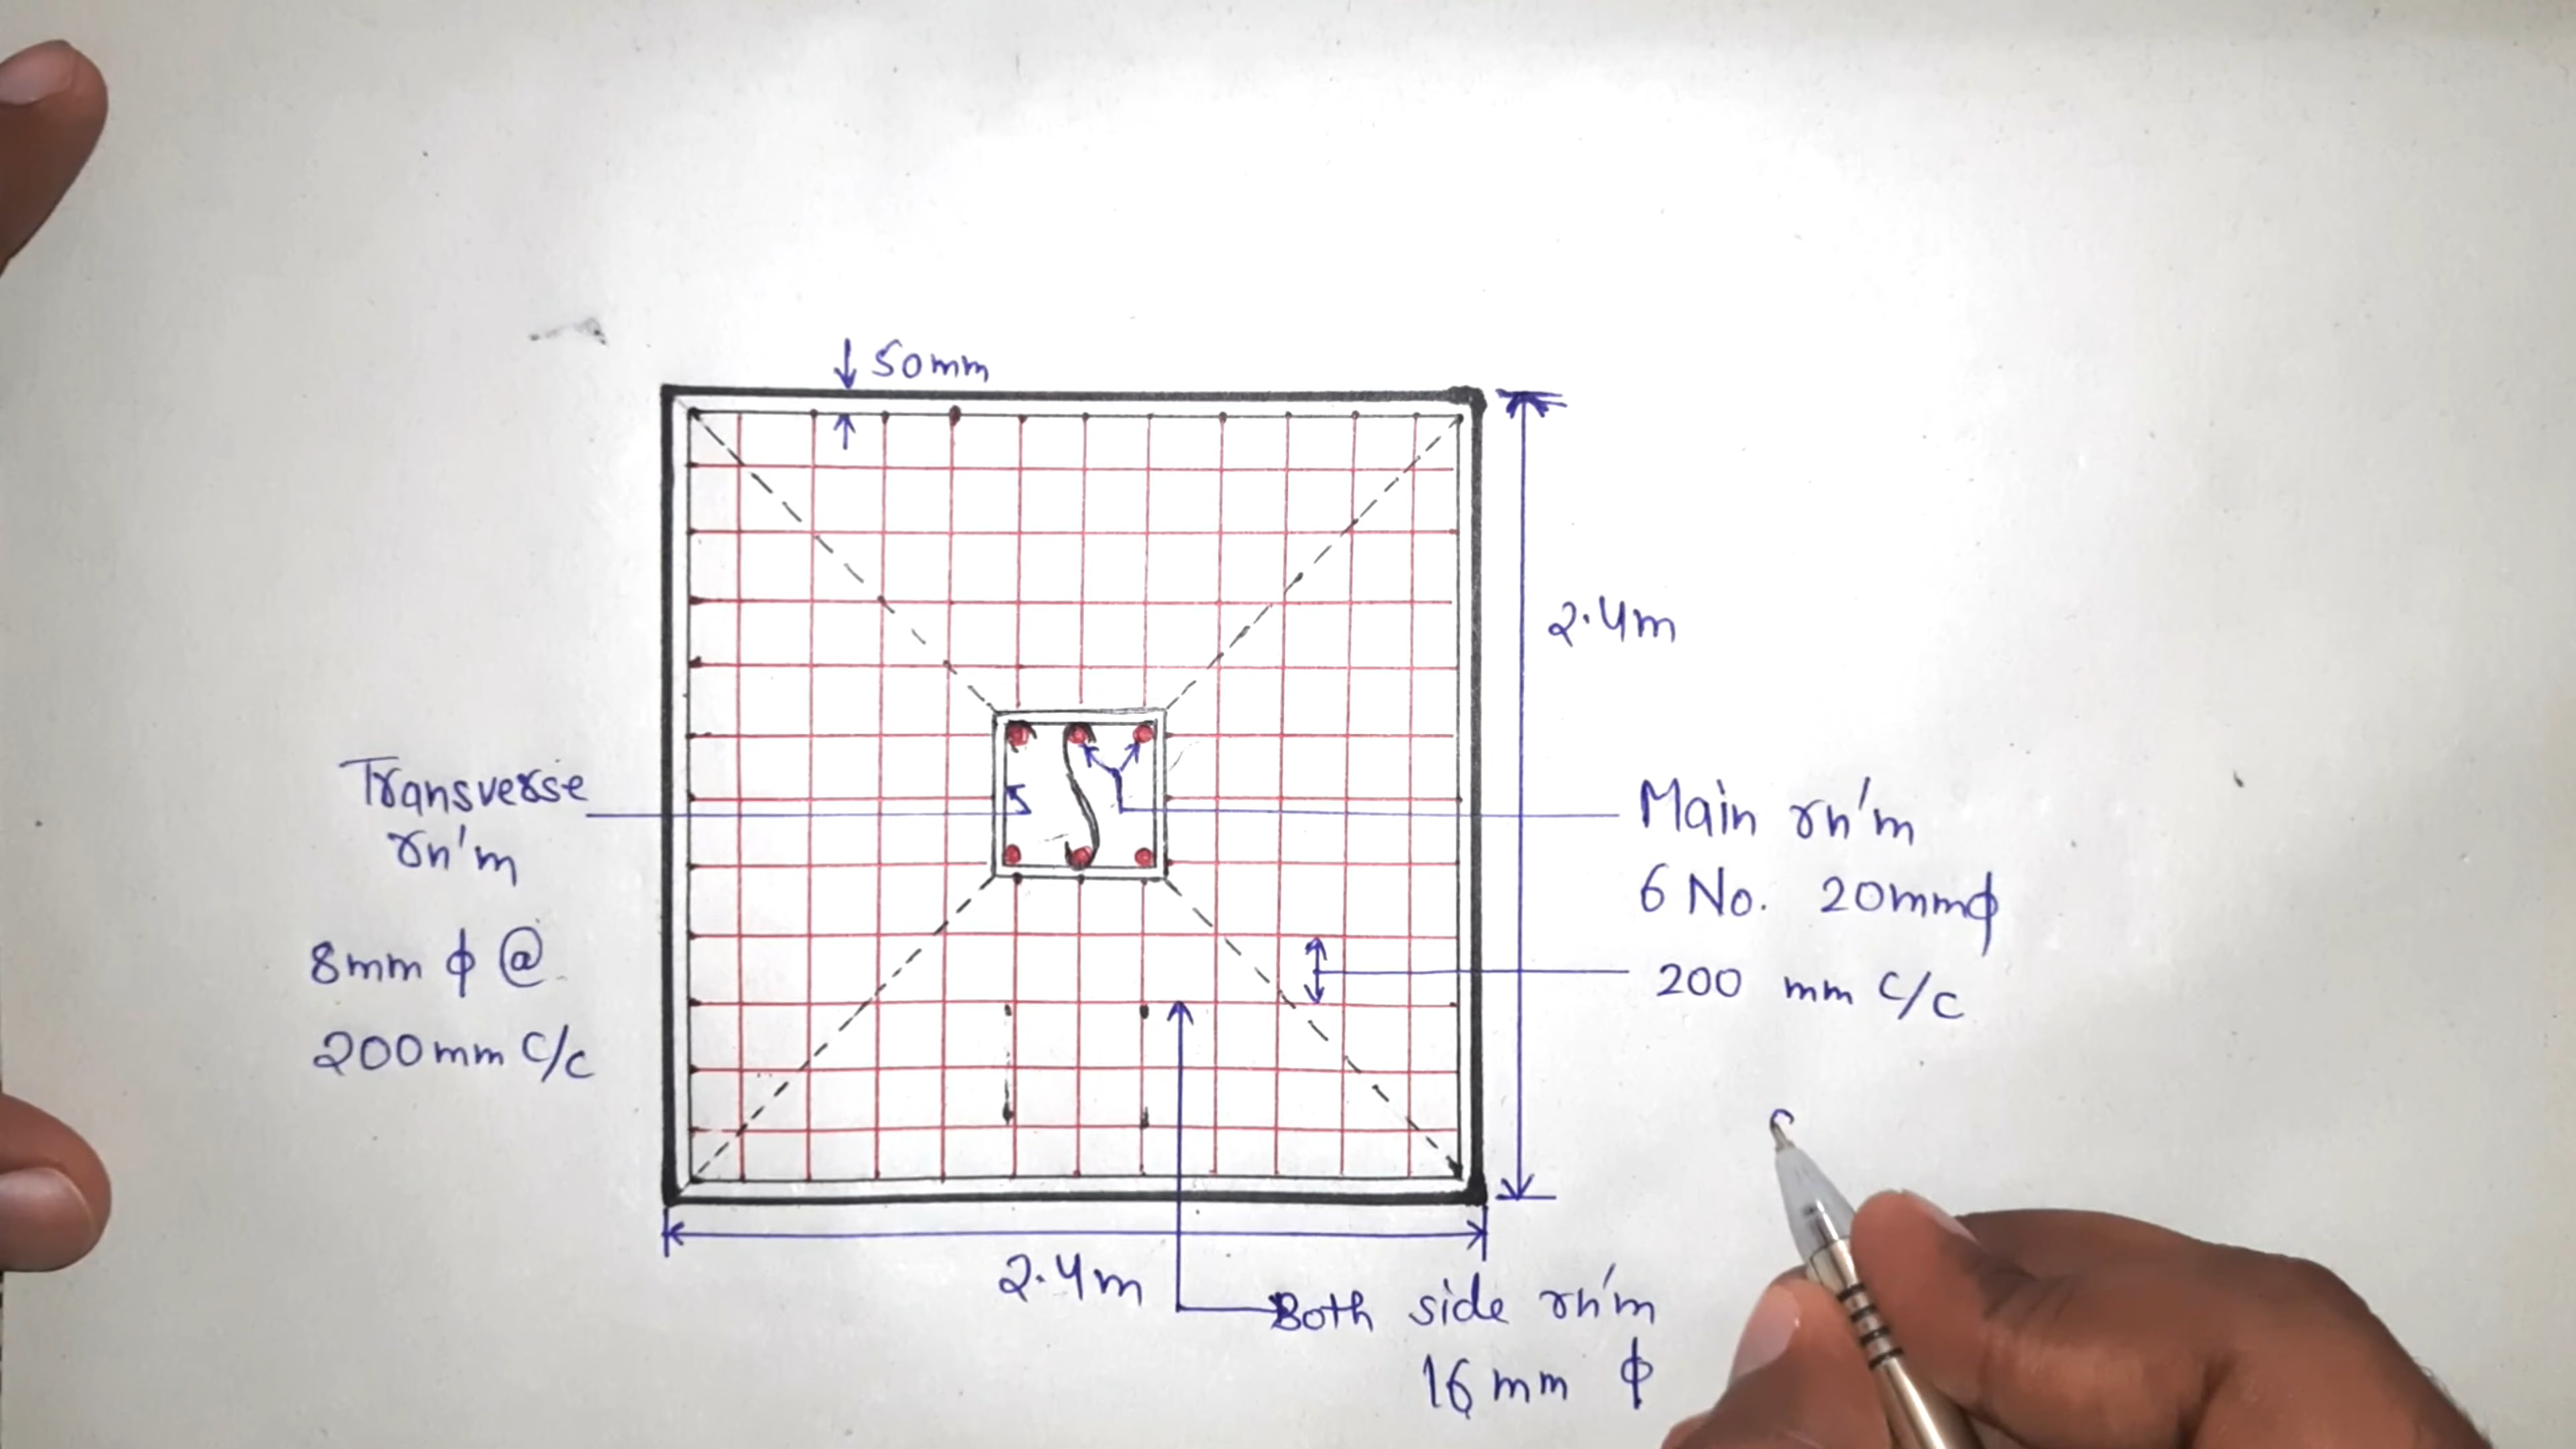 50mm
2.4m
Transverse
rn'm
8mm ϕ @
200mm c/c
Main rn'm
6 No. 20mmϕ
200 mm c/c
2.4m
Both side rn'm
16 mm ϕ